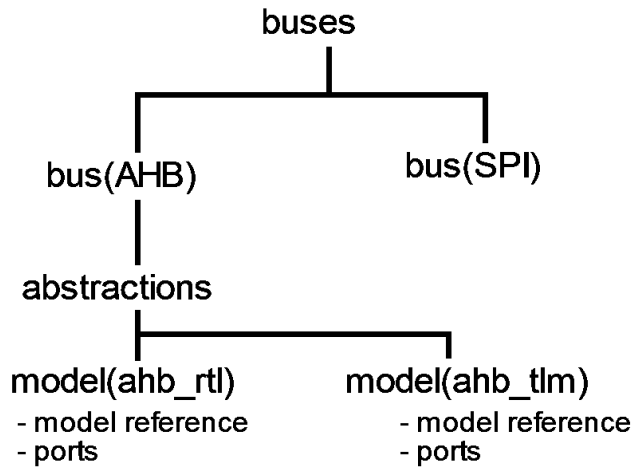 buses
bus(AHB)
bus(SPI)
abstractions
model(ahb_rtl)
- model reference
- ports
model(ahb_tlm)
- model reference
- ports